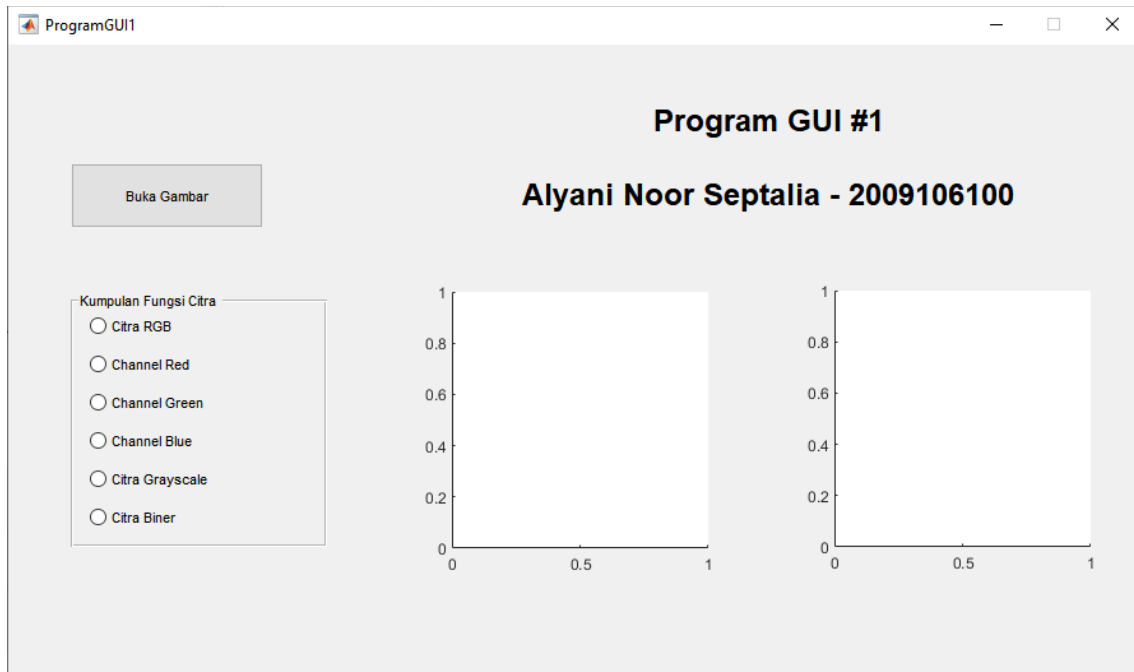 ProgramGUI1
Program GUI #1
Buka Gambar
Alyani Noor Septalia - 2009106100
Kumpulan Fungsi Citra
Citra RGB
Channel Red
Channel Green
Channel Blue
Citra Grayscale
Citra Biner
1
0.8
0.6
0.4
0.2
0
0 0.5 1
1
0.8
0.6
0.4
0.2
0
0 0.5 1